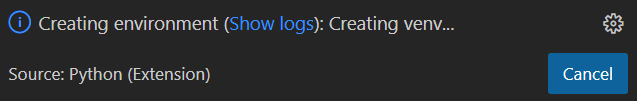 Creating environment (Show logs): Creating venv...
Source: Python (Extension)
Cancel